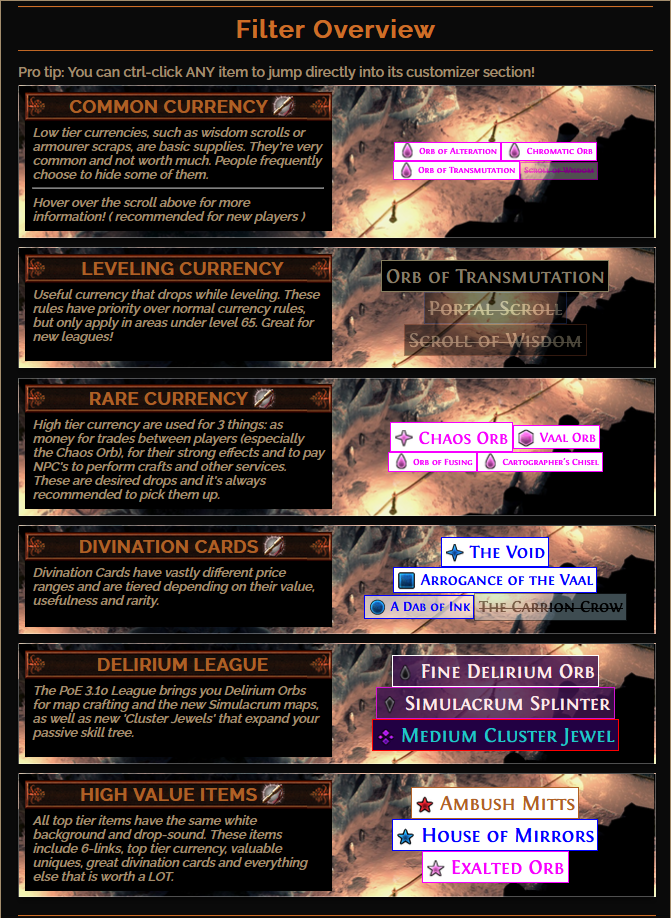 Filter Overview
Pro tip: You can ctrl-click ANY item to jump directly into its customizer section!
COMMON CURRENCY
Low tier currencies, such as wisdom scrolls or
armourer scraps, are basic supplies. They're very
common and not worth much. People frequently
choose to hide some of them.
Hover over the scroll above for more
information! ( recommended for new players )
Orb of Alteration Chromatic Orb
Orb of Transmutation Scroll of Wisdom
LEVELING CURRENCY
Useful currency that drops while leveling. These
rules have priority over normal currency rules,
but only apply in areas under level 65. Great for
new leagues!
Orb of Transmutation
Portal Scroll
Scroll of Wisdom
RARE CURRENCY
High tier currency are used for 3 things: as
money for trades between players (especially
the Chaos Orb), for their strong effects and to pay
NPC's to perform crafts and other services.
These are desired drops and it's always
recommended to pick them up.
Chaos Orb Vaal Orb
Orb of Fusing Cartographer's Chisel
DIVINATION CARDS
Divination Cards have vastly different price
ranges and are tiered depending on their value,
usefulness and rarity.
The Void
Arrogance of the Vaal
A Dab of Ink The Carrion Crow
DELIRIUM LEAGUE
The PoE 3.10 League brings you Delirium Orbs
for map crafting and the new Simulacrum maps,
as well as new 'Cluster Jewels' that expand your
passive skill tree.
Fine Delirium Orb
Simulacrum Splinter
Medium Cluster Jewel
HIGH VALUE ITEMS
All top tier items have the same white
background and drop-sound. These items
include 6-links, top tier currency, valuable
uniques, great divination cards and everything
else that is worth a LOT.
Ambush Mitts
House of Mirrors
Exalted Orb